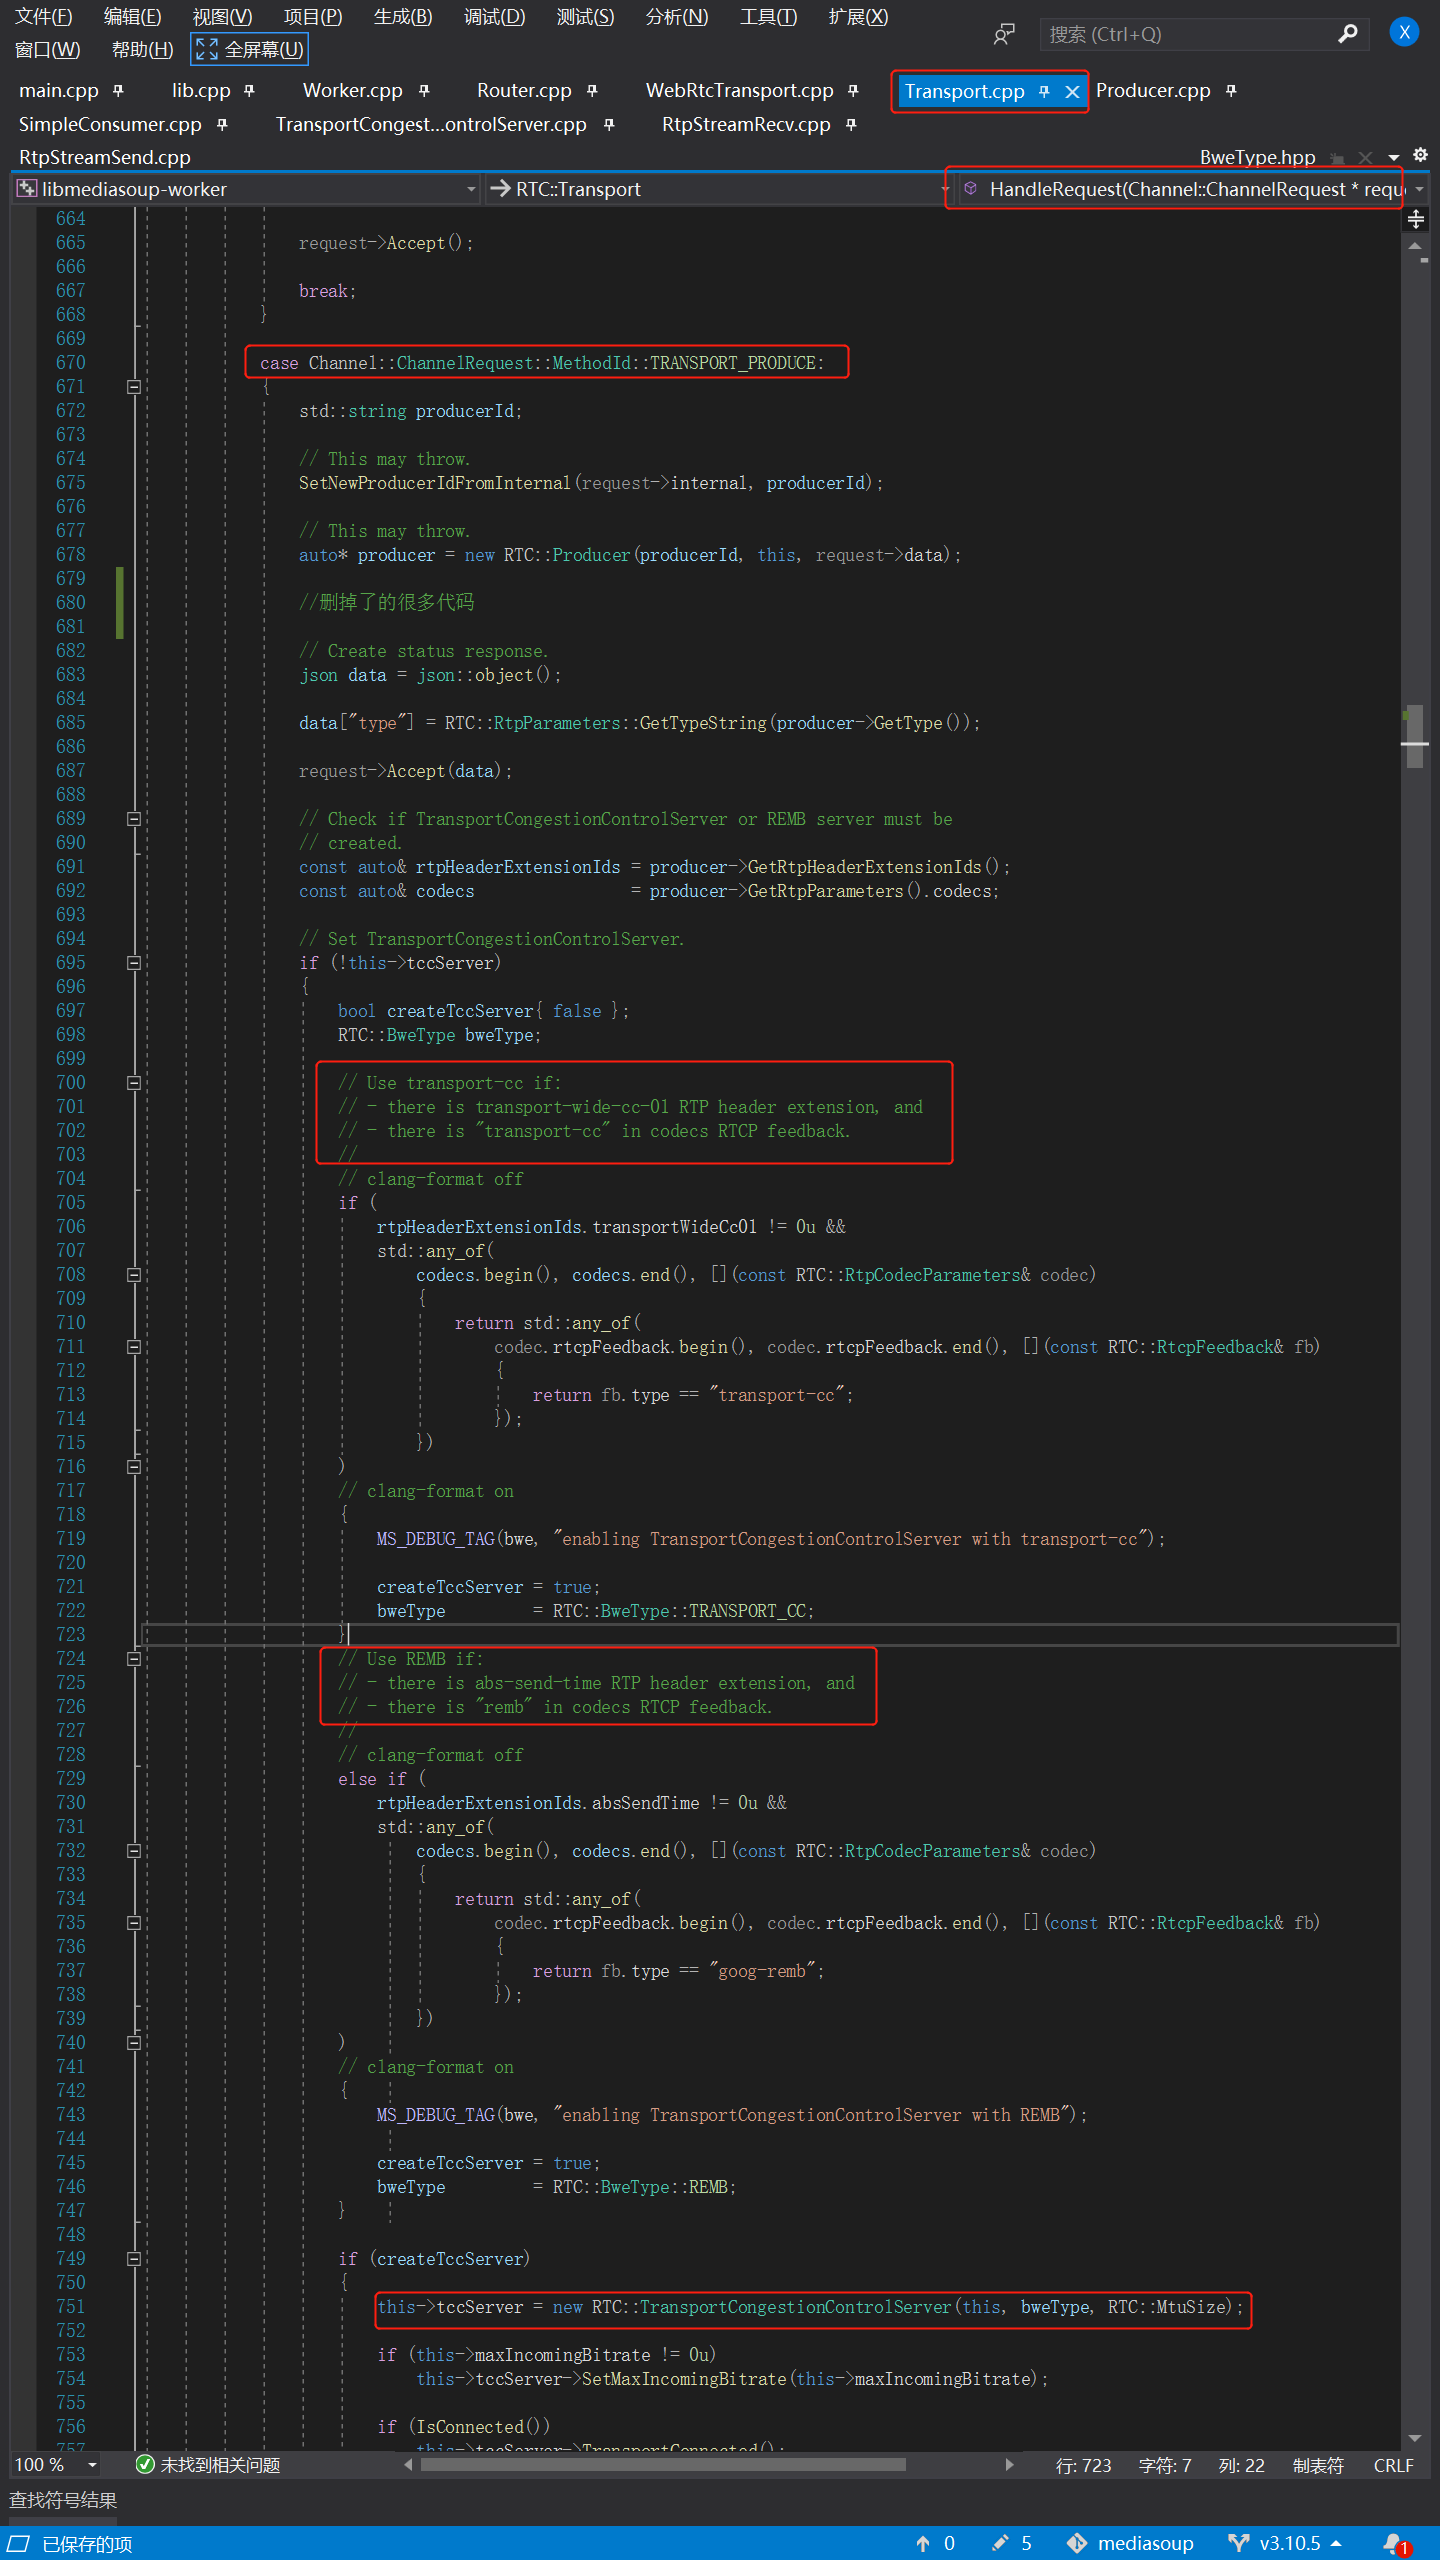 文件(F) 编辑(E) 视图(V) 项目(P) 生成(B) 调试(D) 测试(S) 分析(N) 工具(T) 扩展(X)
窗口(W) 帮助(H) 全屏幕(U) 搜索 (Ctrl+Q) X
main.cpp lib.cpp Worker.cpp Router.cpp WebRtcTransport.cpp Transport.cpp Producer.cpp
SimpleConsumer.cpp TransportCongest...ontrolServer.cpp RtpStreamRecv.cpp
RtpStreamSend.cpp BweType.hpp
libmediasoup-worker RTC::Transport HandleRequest(Channel::ChannelRequest * requ
664
665 request->Accept();
666
667 break;
668 }
669
670 case Channel::ChannelRequest::MethodId::TRANSPORT_PRODUCE:
671 {
672 std::string producerId;
673
674 // This may throw.
675 SetNewProducerIdFromInternal(request->internal, producerId);
676
677 // This may throw.
678 auto* producer = new RTC::Producer(producerId, this, request->data);
679
680 //删掉了的很多代码
681
682 // Create status response.
683 json data = json::object();
684
685 data["type"] = RTC::RtpParameters::GetTypeString(producer->GetType());
686
687 request->Accept(data);
688
689 // Check if TransportCongestionControlServer or REMB server must be
690 // created.
691 const auto& rtpHeaderExtensionIds = producer->GetRtpHeaderExtensionIds();
692 const auto& codecs = producer->GetRtpParameters().codecs;
693
694 // Set TransportCongestionControlServer.
695 if (!this->tccServer)
696 {
697 bool createTccServer{ false };
698 RTC::BweType bweType;
699
700 // Use transport-cc if:
701 // - there is transport-wide-cc-01 RTP header extension, and
702 // - there is "transport-cc" in codecs RTCP feedback.
703 //
704 // clang-format off
705 if (
706 rtpHeaderExtensionIds.transportWideCc01 != 0u &&
707 std::any_of(
708 codecs.begin(), codecs.end(), [](const RTC::RtpCodecParameters& codec)
709 {
710 return std::any_of(
711 codec.rtcpFeedback.begin(), codec.rtcpFeedback.end(), [](const RTC::RtcpFeedback& fb)
712 {
713 return fb.type == "transport-cc";
714 });
715 })
716 )
717 // clang-format on
718 {
719 MS_DEBUG_TAG(bwe, "enabling TransportCongestionControlServer with transport-cc");
720
721 createTccServer = true;
722 bweType = RTC::BweType::TRANSPORT_CC;
723 }
724 // Use REMB if:
725 // - there is abs-send-time RTP header extension, and
726 // - there is "remb" in codecs RTCP feedback.
727 //
728 // clang-format off
729 else if (
730 rtpHeaderExtensionIds.absSendTime != 0u &&
731 std::any_of(
732 codecs.begin(), codecs.end(), [](const RTC::RtpCodecParameters& codec)
733 {
734 return std::any_of(
735 codec.rtcpFeedback.begin(), codec.rtcpFeedback.end(), [](const RTC::RtcpFeedback& fb)
736 {
737 return fb.type == "goog-remb";
738 });
739 })
740 )
741 // clang-format on
742 {
743 MS_DEBUG_TAG(bwe, "enabling TransportCongestionControlServer with REMB");
744
745 createTccServer = true;
746 bweType = RTC::BweType::REMB;
747 }
748
749 if (createTccServer)
750 {
751 this->tccServer = new RTC::TransportCongestionControlServer(this, bweType, RTC::MtuSize);
752
753 if (this->maxIncomingBitrate != 0u)
754 this->tccServer->SetMaxIncomingBitrate(this->maxIncomingBitrate);
755
756 if (IsConnected())
757 this->tccServer->TransportConnected();
100 % 未找到相关问题 行: 723 字符: 7 列: 22 制表符 CRLF
查找符号结果
已保存的项 0 5 mediasoup v3.10.5 1